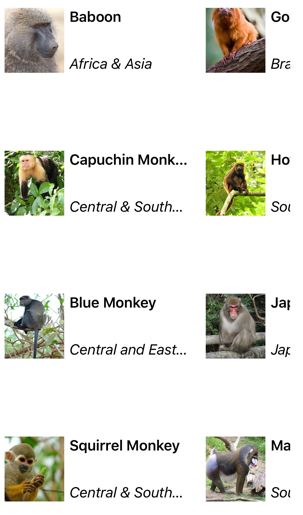 Baboon
Africa & Asia
Go
Bra
Capuchin Monk...
Central & South...
Ho
Sou
Blue Monkey
Central and East...
Jap
Jap
Squirrel Monkey
Central & South...
Ma
Sou